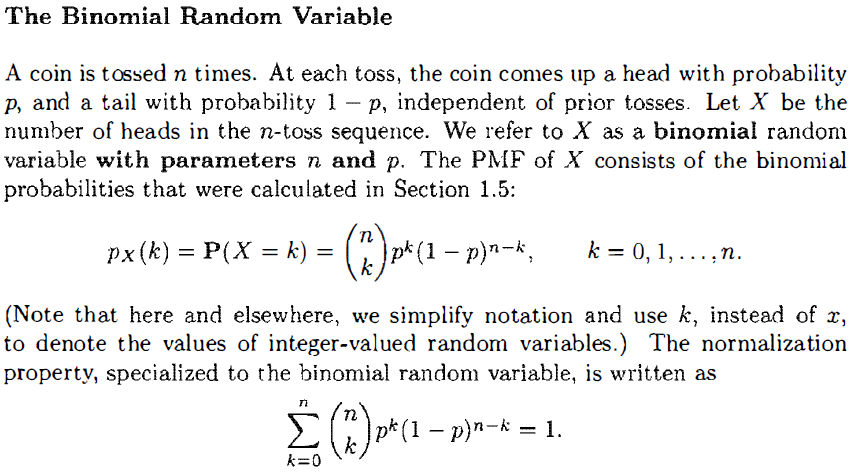 The Binomial Random Variable
A coin is tossed n times. At each toss, the coin comes up a head with probability
p, and a tail with probability 1 − p, independent of prior tosses. Let X be the
number of heads in the n-toss sequence. We refer to X as a binomial random
variable with parameters n and p. The PMF of X consists of the binomial
probabilities that were calculated in Section 1.5:
p_X(k) = P(X = k) = \binom{n}{k} p^k (1 − p)^{n−k}, k = 0, 1, . . . , n.
(Note that here and elsewhere, we simplify notation and use k, instead of x,
to denote the values of integer-valued random variables.) The normalization
property, specialized to the binomial random variable, is written as
\sum_{k=0}^{n} \binom{n}{k} p^k (1 − p)^{n−k} = 1.